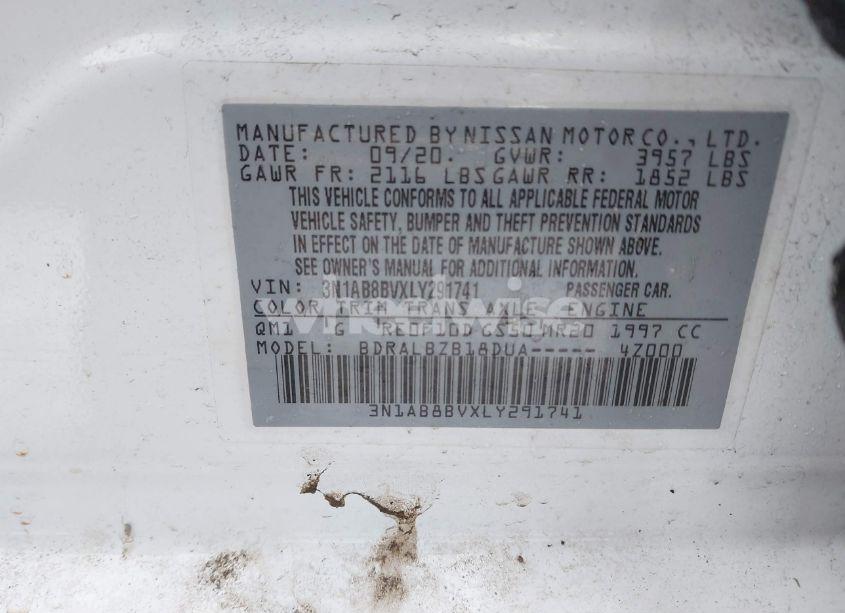 MANUFACTURED BY NISSAN MOTOR CO., LTD.
DATE: 09/20. GVWR: 3957 LBS
GAWR FR: 2116 LBS GAWR RR: 1852 LBS
THIS VEHICLE CONFORMS TO ALL APPLICABLE FEDERAL MOTOR
VEHICLE SAFETY, BUMPER AND THEFT PREVENTION STANDARDS
IN EFFECT ON THE DATE OF MANUFACTURE SHOWN ABOVE.
SEE OWNER'S MANUAL FOR ADDITIONAL INFORMATION.
VIN: 3N1AB8BVXLY291741 PASSENGER CAR.
COLOR TRIM TRANS AXLE ENGINE
QM1 G RE0F10D GS50 MR20 1997 CC
MODEL: BDRALBZB18DUA----- 4Z000
3N1AB8BVXLY291741